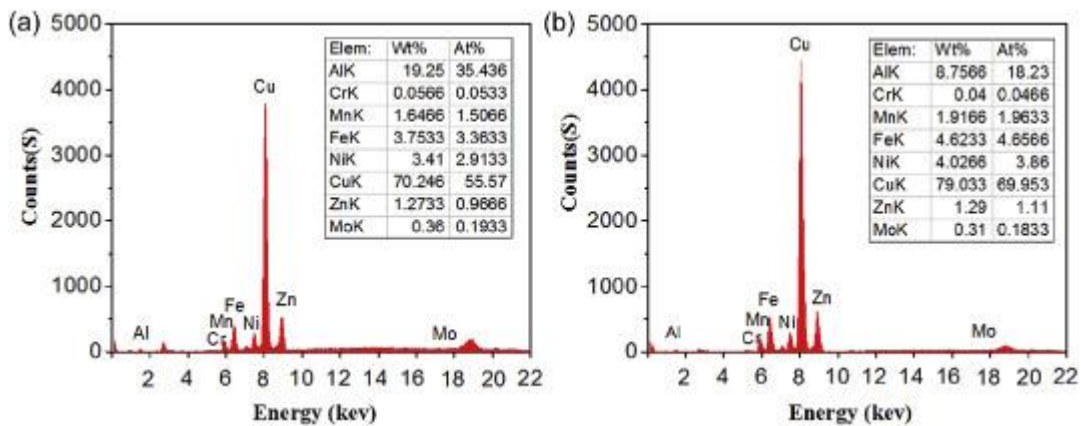 (a)
5000
4000
3000
2000
1000
0
Counts(S)
Elem: Wt% At%
AlK 19.25 35.436
CrK 0.0566 0.0533
MnK 1.6466 1.5066
FeK 3.7533 3.3633
NiK 3.41 2.9133
CuK 70.246 55.57
ZnK 1.2733 0.9666
MoK 0.36 0.1933
Cu
Al
Cr
Mn
Fe
Ni
Zn
Mo
2 4 6 8 10 12 14 16 18 20 22
Energy (kev)
(b)
5000
4000
3000
2000
1000
0
Counts(S)
Elem: Wt% At%
AlK 8.7566 18.23
CrK 0.04 0.0466
MnK 1.9166 1.9633
FeK 4.6233 4.6566
NiK 4.0266 3.86
CuK 79.033 69.953
ZnK 1.29 1.11
MoK 0.31 0.1833
Cu
Al
Cr
Mn
Fe
Ni
Zn
Mo
2 4 6 8 10 12 14 16 18 20 22
Energy (kev)